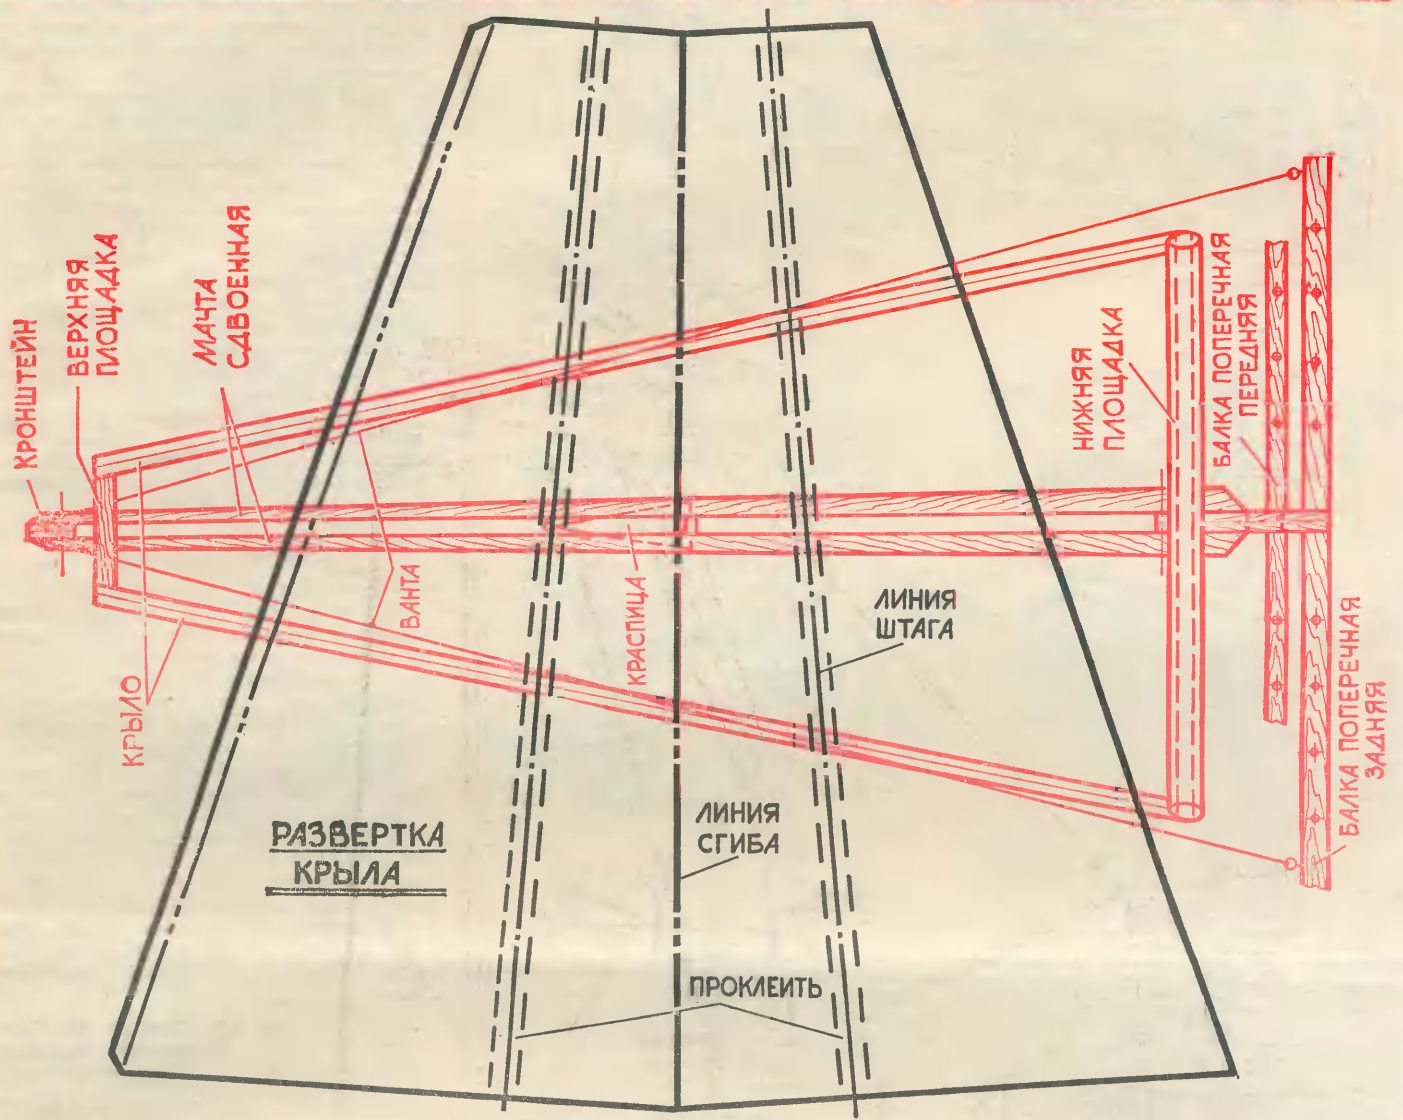 КРОНШТЕЙН
ВЕРХНЯЯ
ПЛОЩАДКА
МАЧТА
СДВОЕННАЯ
КРЫЛО
ВАНТА
КРАСПИЦА
ЛИНИЯ
ШТАГА
ЛИНИЯ
СГИБА
РАЗВЕРТКА
КРЫЛА
ПРОКЛЕИТЬ
НИЖНЯЯ
ПЛОЩАДКА
БАЛКА ПОПЕРЕЧНАЯ
ПЕРЕДНЯЯ
БАЛКА ПОПЕРЕЧНАЯ
ЗАДНЯЯ